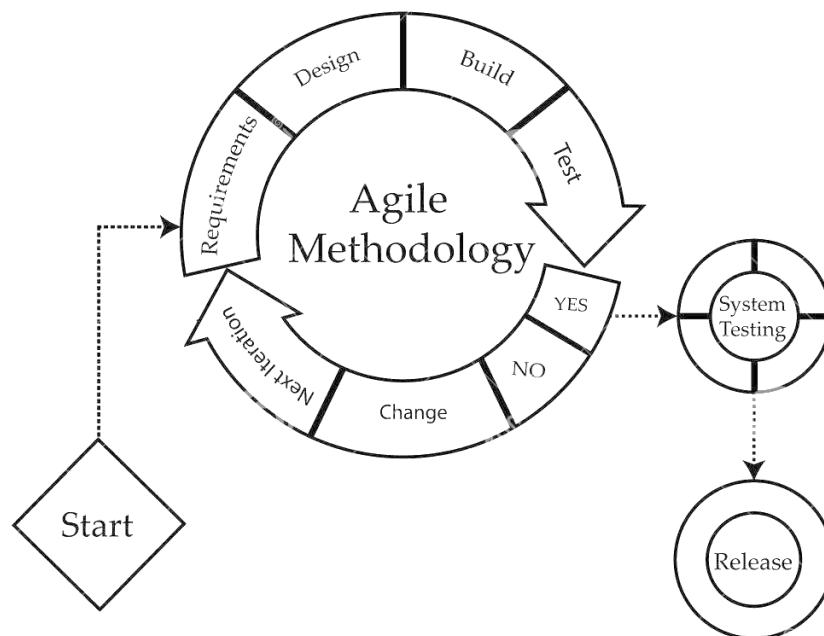 Design
Build
Requirements
Test
Agile
Methodology
YES
NO
Change
Next Iteration
Start
System
Testing
Release